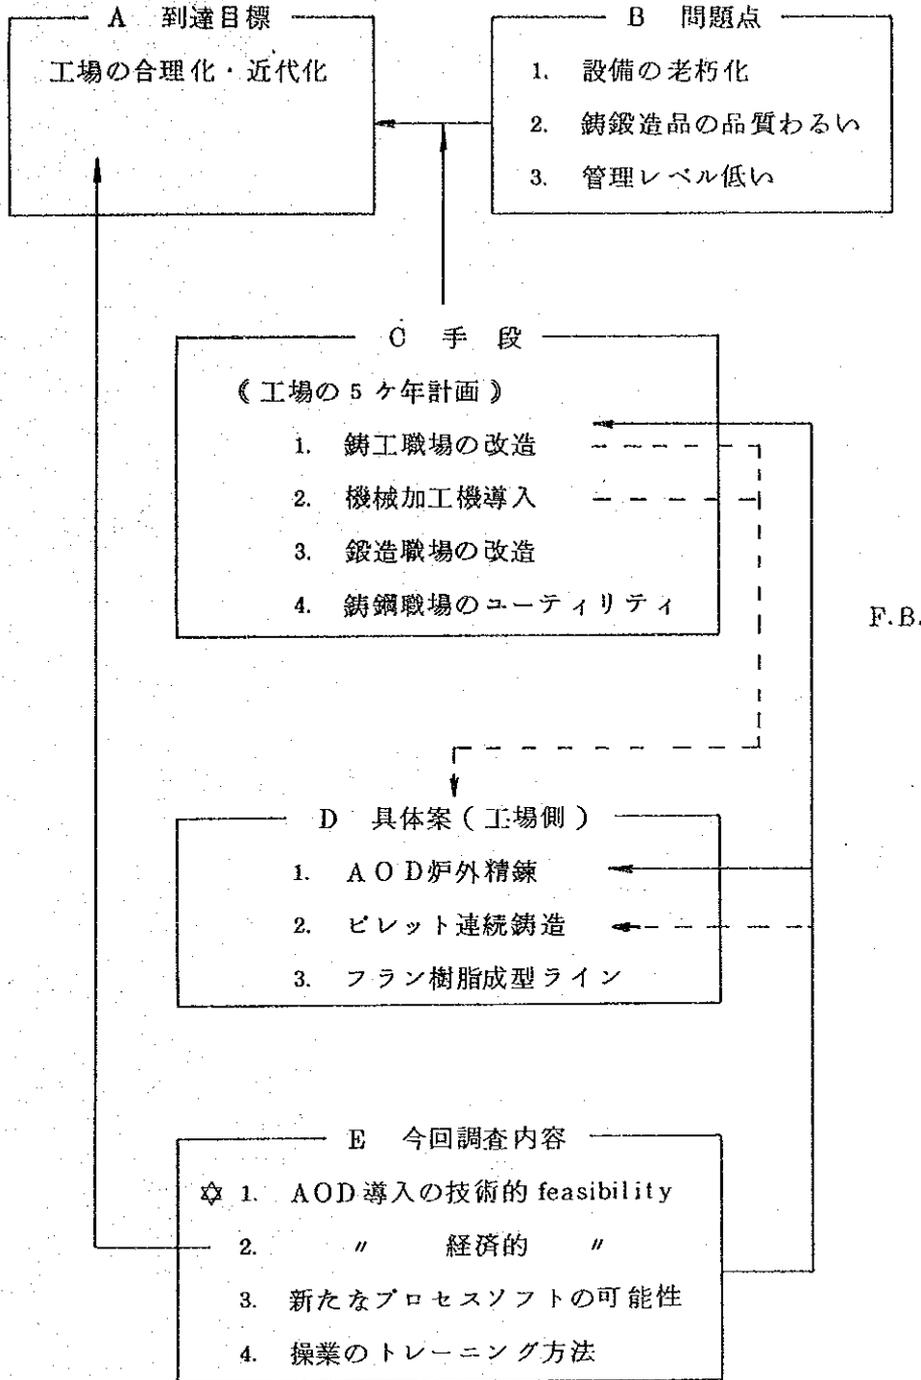 A 到達目標
工場の合理化・近代化
B 問題点
1. 設備の老朽化
2. 鋳鍛造品の品質わるい
3. 管理レベル低い
C 手 段
《工場の5ケ年計画》
1. 鋳工職場の改造
2. 機械加工機導入
3. 鍛造職場の改造
4. 鋳鋼職場のユーティリティ
F.B.
D 具体案(工場側)
1. AOD炉外精錬
2. ビレット連続鋳造
3. フラン樹脂成型ライン
E 今回調査内容
✡ 1. AOD導入の技術的 feasibility
2. 〃 経済的 〃
3. 新たなプロセスソフトの可能性
4. 操業のトレーニング方法